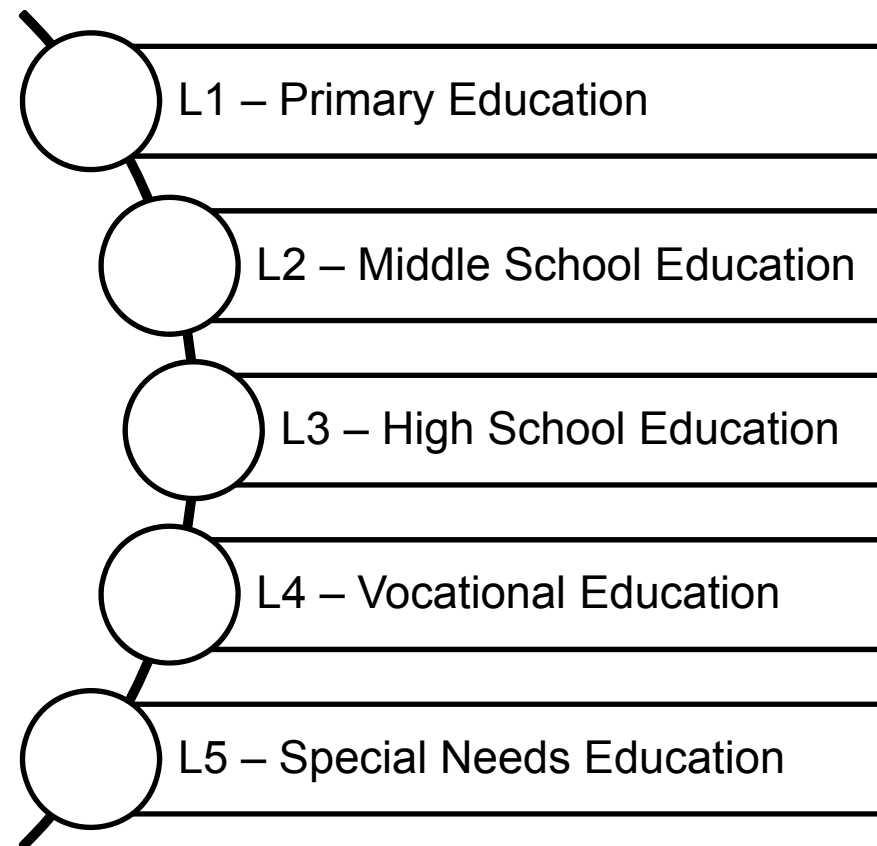 L1 – Primary Education
L2 – Middle School Education
L3 – High School Education
L4 – Vocational Education
L5 – Special Needs Education